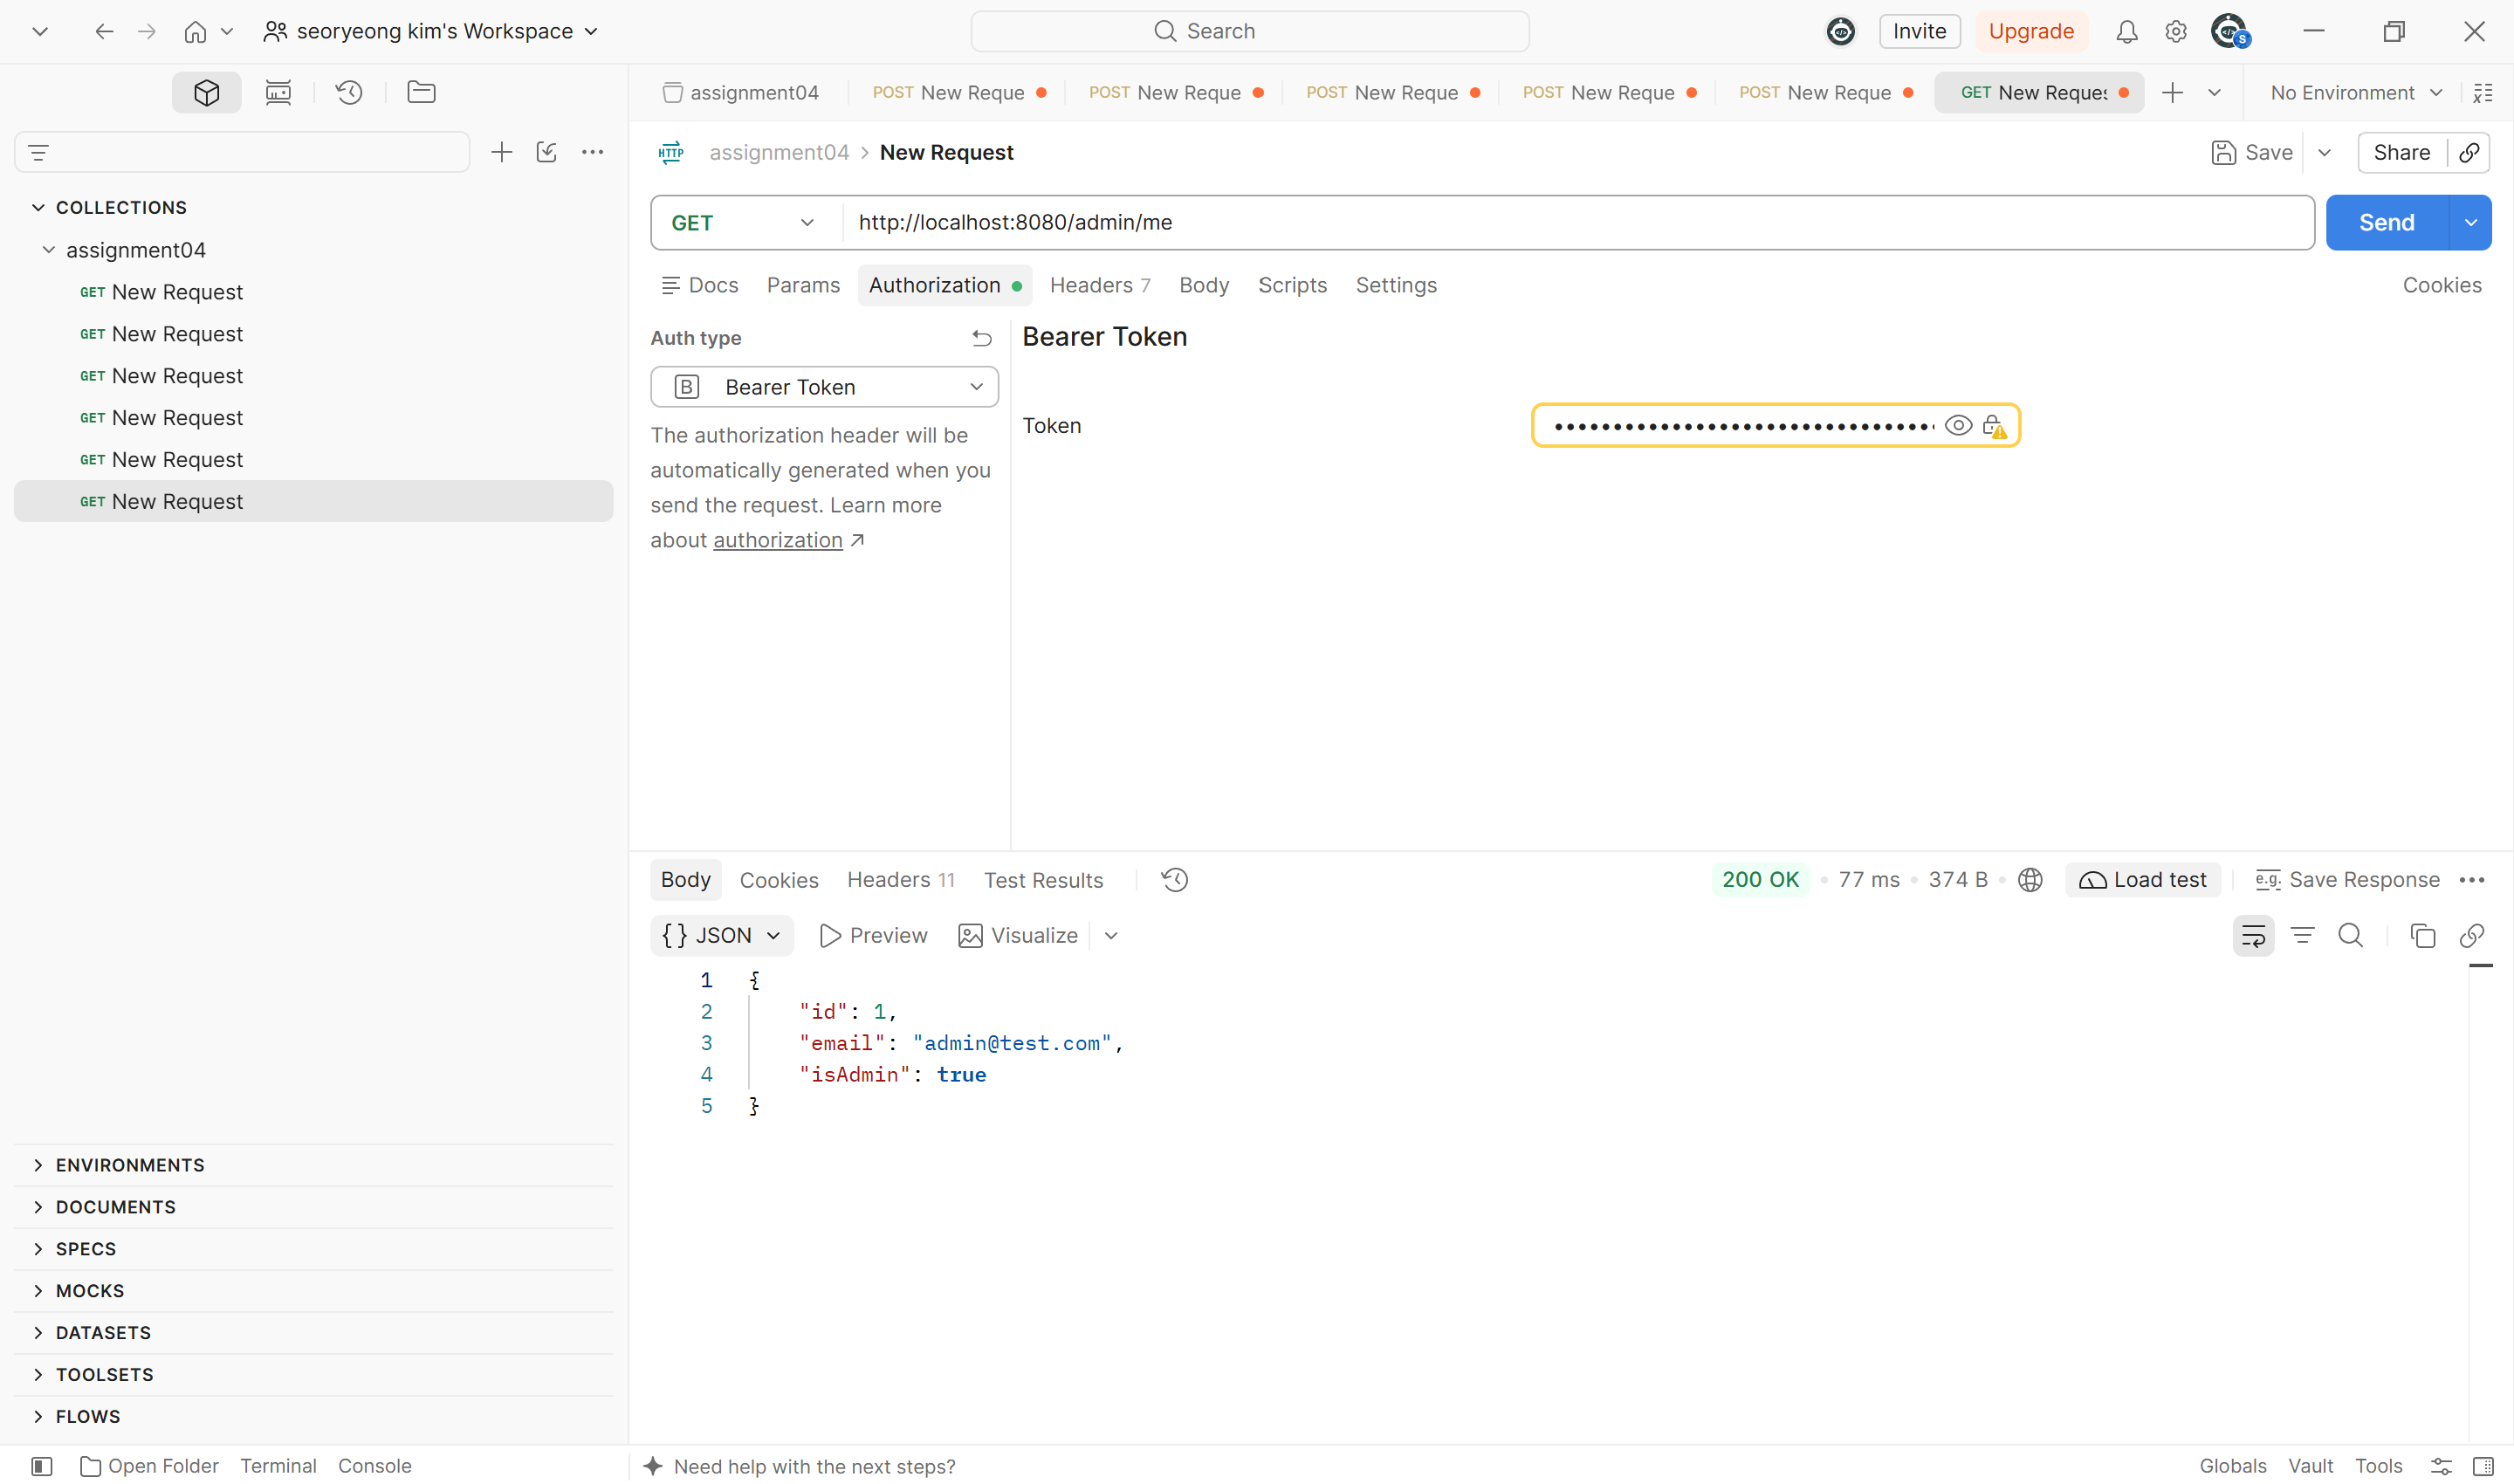 seoryeong kim's Workspace
Search
Invite
Upgrade
assignment04
POST New Reque
POST New Reque
POST New Reque
POST New Reque
POST New Reque
GET New Reques
No Environment
COLLECTIONS
assignment04
GET New Request
GET New Request
GET New Request
GET New Request
GET New Request
GET New Request
ENVIRONMENTS
DOCUMENTS
SPECS
MOCKS
DATASETS
TOOLSETS
FLOWS
HTTP assignment04 > New Request
Save
Share
GET http://localhost:8080/admin/me
Send
Docs Params Authorization Headers 7 Body Scripts Settings
Cookies
Auth type
B Bearer Token
The authorization header will be
automatically generated when you
send the request. Learn more
about authorization
Bearer Token
Token
Body Cookies Headers 11 Test Results
200 OK • 77 ms • 374 B
Load test
e.g. Save Response
{ } JSON Preview Visualize
1 {
2 "id": 1,
3 "email": "admin@test.com",
4 "isAdmin": true
5 }
Open Folder Terminal Console
Need help with the next steps?
Globals Vault Tools